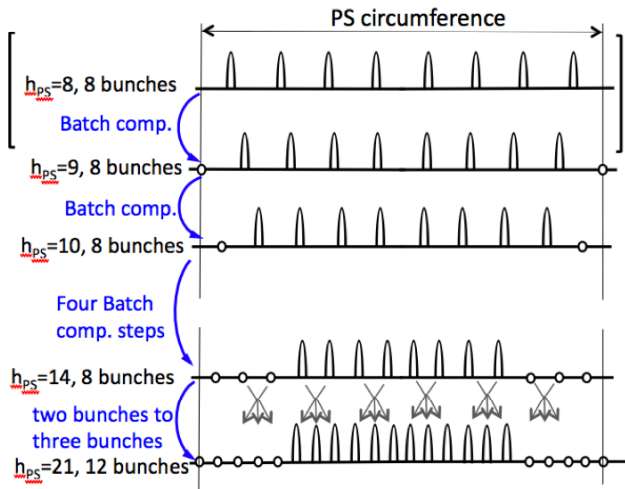 PS circumference
hPS=8, 8 bunches
Batch comp.
hPS=9, 8 bunches
Batch comp.
hPS=10, 8 bunches
Four Batch
comp. steps
hPS=14, 8 bunches
two bunches to
three bunches
hPS=21, 12 bunches